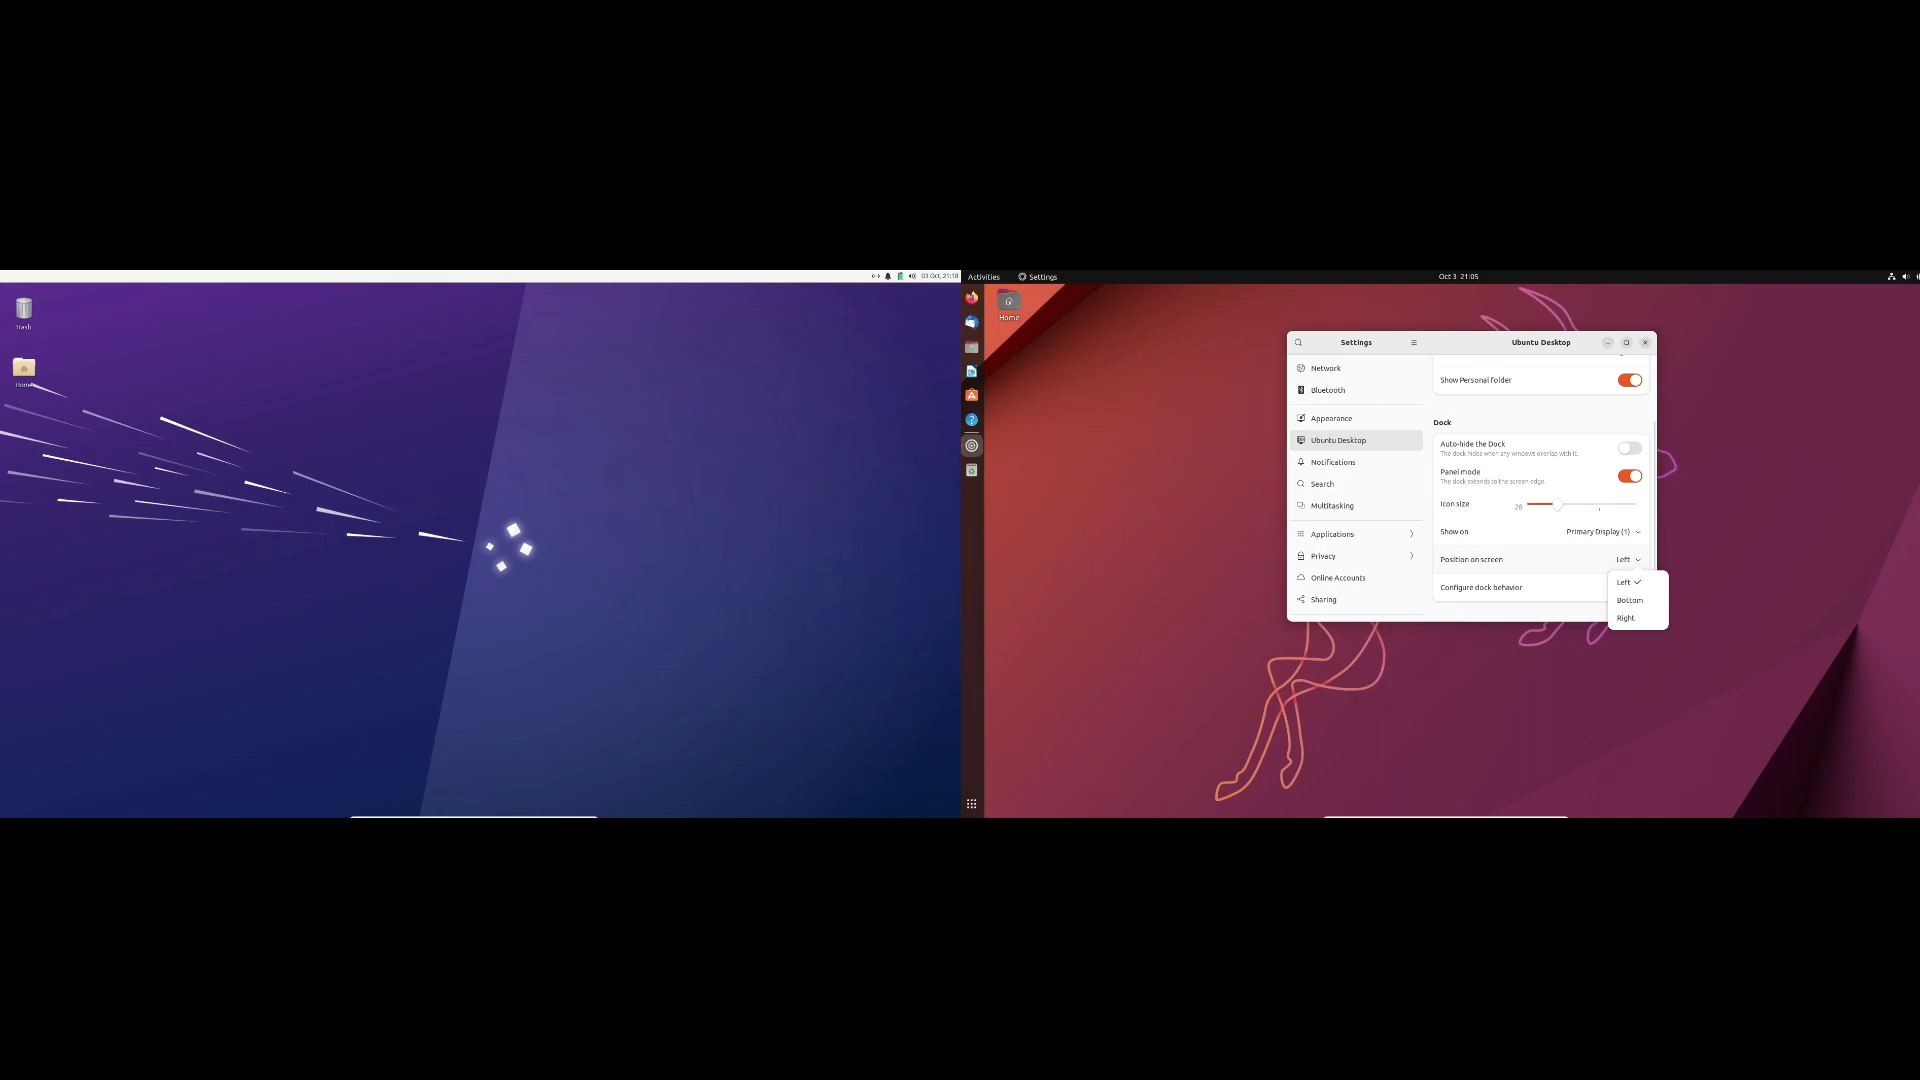 03 Oct, 21:18
Trash
Home
Activities
Settings
Oct 3 21:05
Home
Settings
Ubuntu Desktop
Network
Bluetooth
Appearance
Ubuntu Desktop
Notifications
Search
Multitasking
Applications
Privacy
Online Accounts
Sharing
Show Personal folder
Dock
Auto-hide the Dock
The dock hides when any windows overlap with it.
Panel mode
The dock extends to the screen edge.
Icon size
28
Show on
Primary Display (1)
Position on screen
Left
Configure dock behavior
Left
Bottom
Right